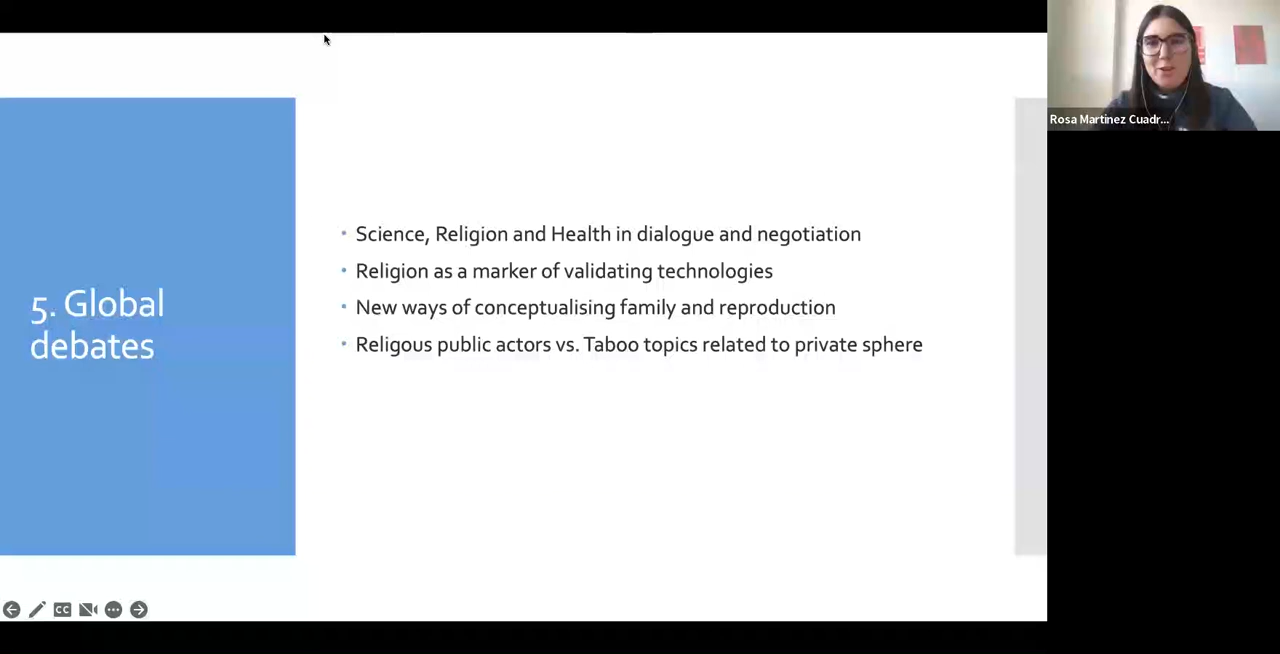 Rosa Martinez Cuadr...
5. Global
debates
• Science, Religion and Health in dialogue and negotiation
• Religion as a marker of validating technologies
• New ways of conceptualising family and reproduction
• Religous public actors vs. Taboo topics related to private sphere
CC